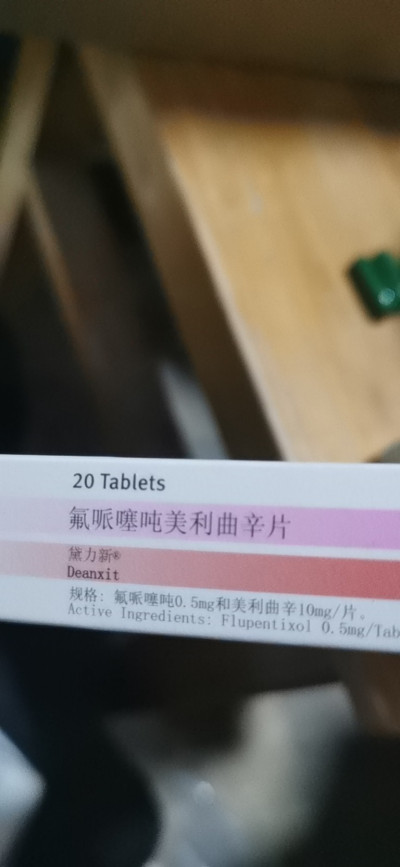 20 Tablets
氟哌噻吨美利曲辛片
黛力新®
Deanxit
规格: 氟哌噻吨0.5mg和美利曲辛10mg/片。
Active Ingredients: Flupentixol 0.5mg/Tab